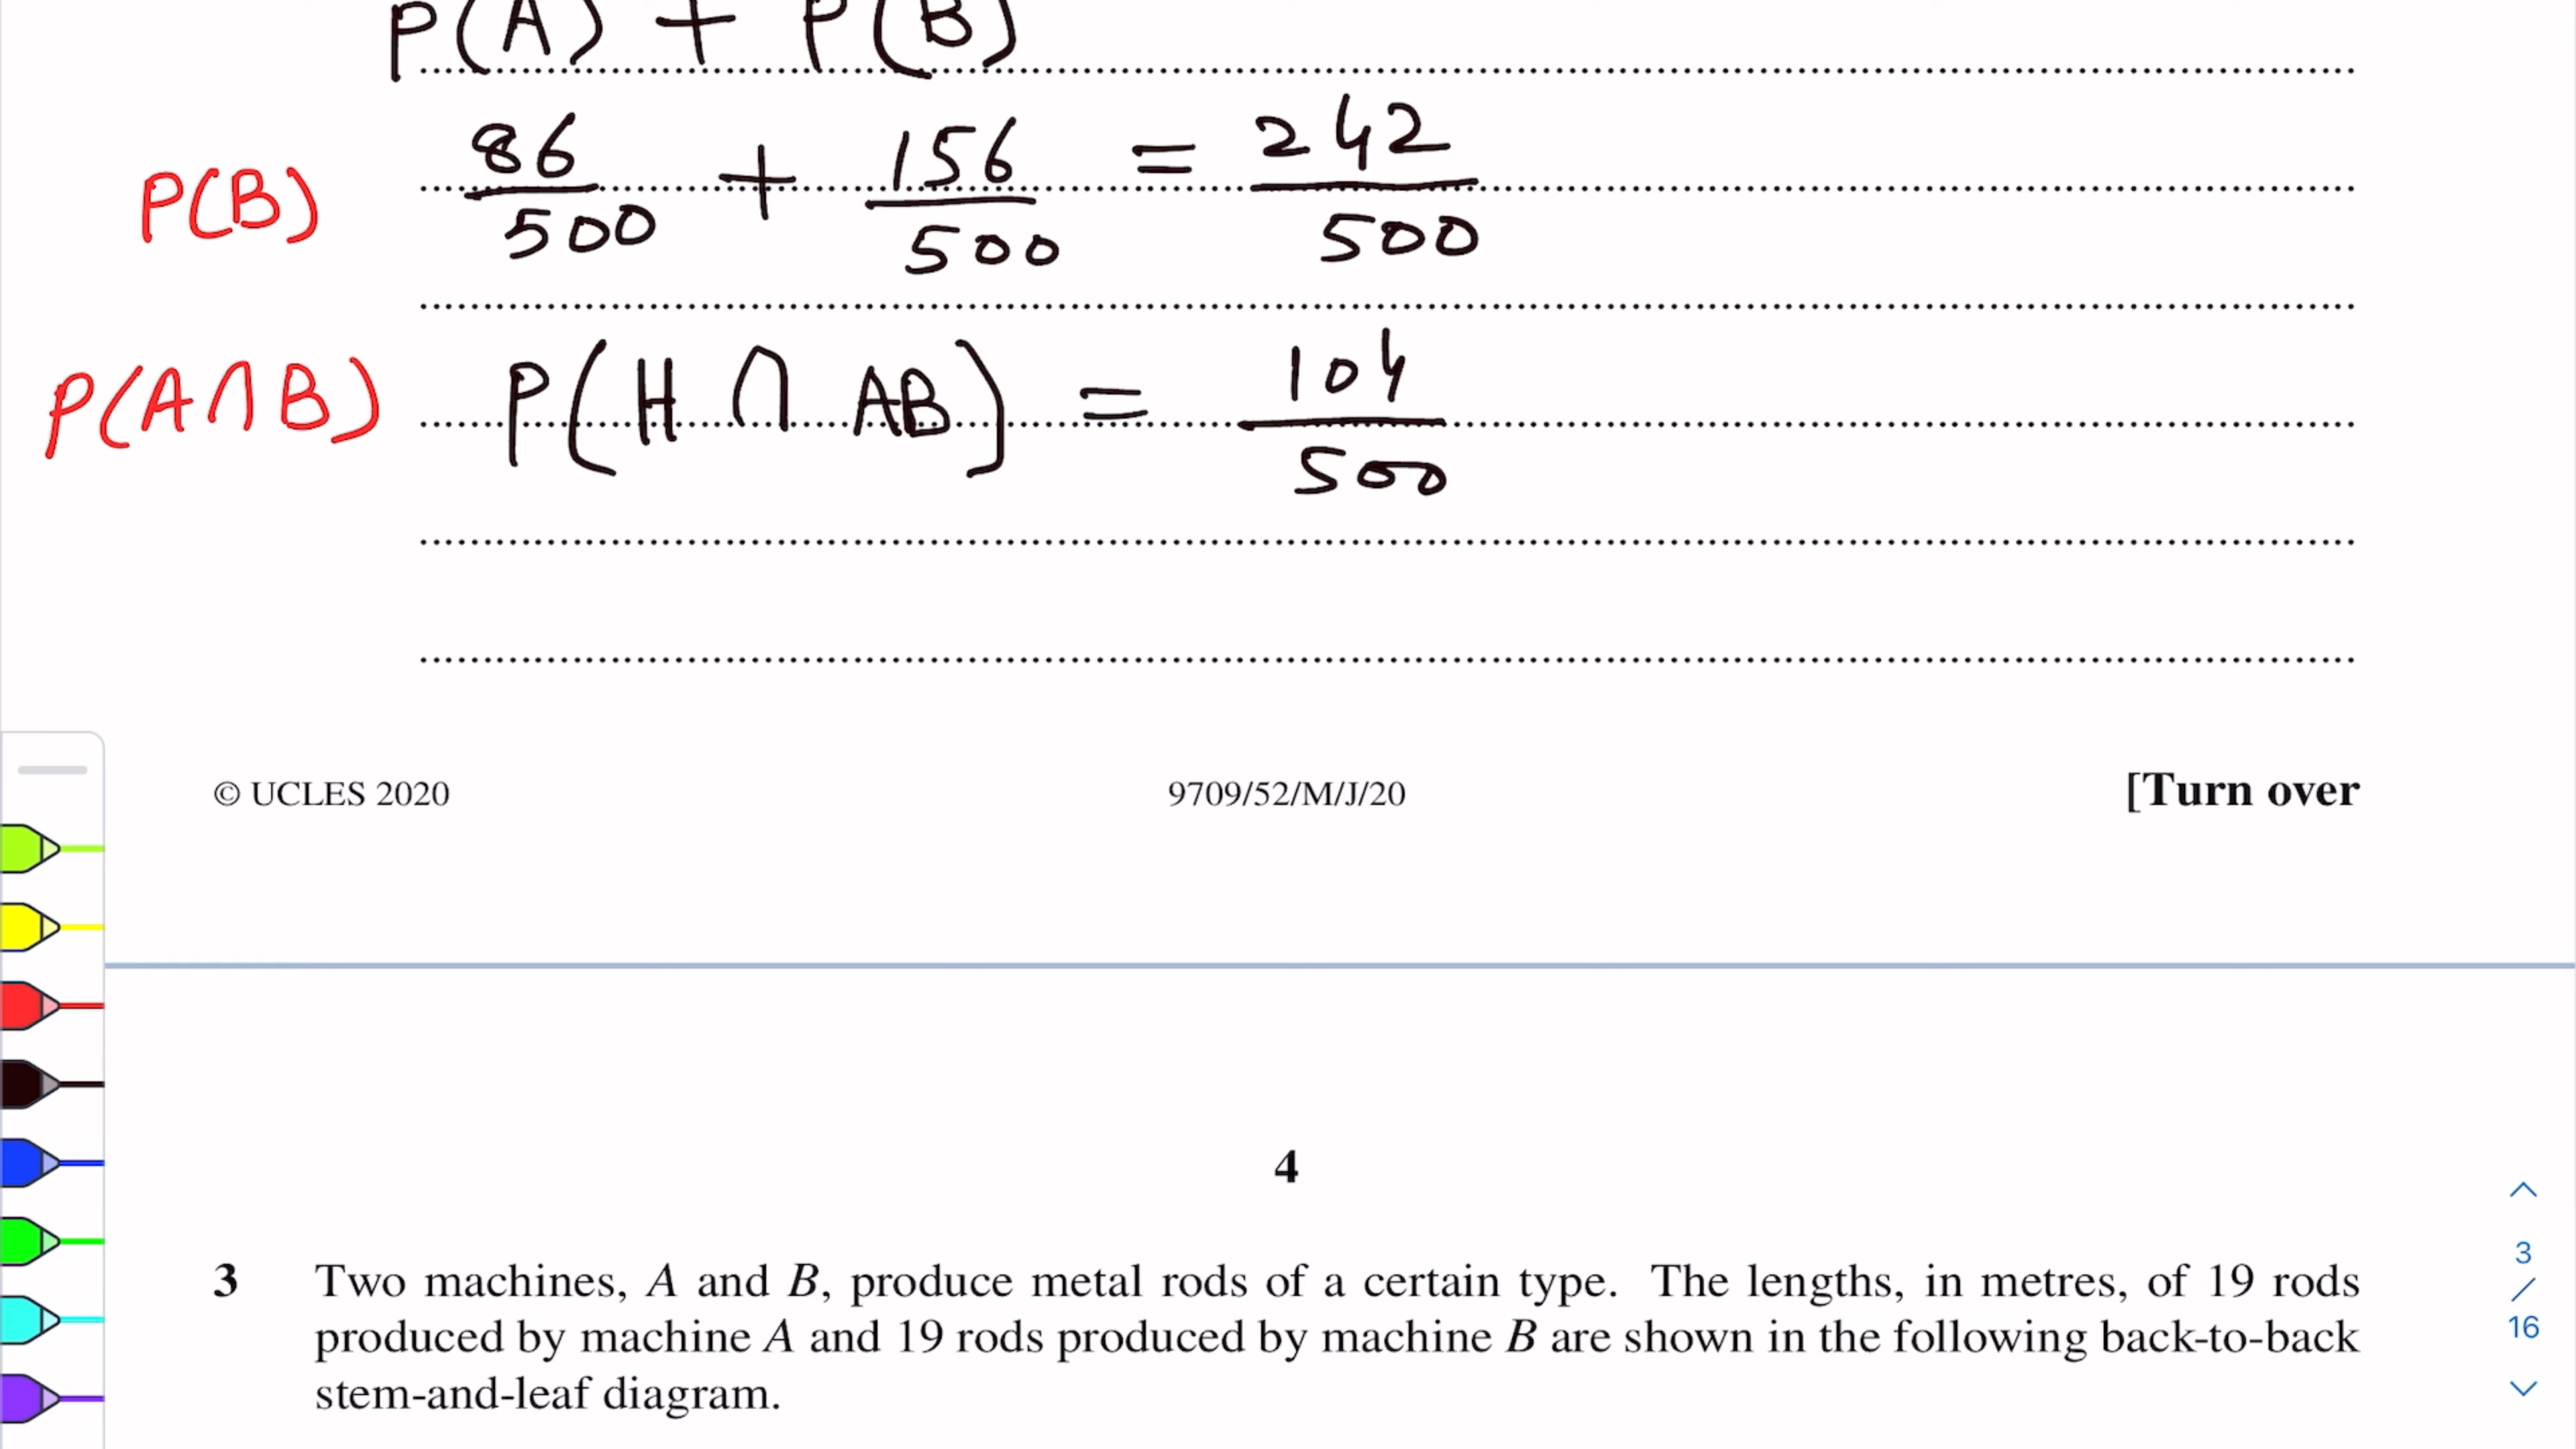 P(A) + P(B)
P(B) 86/500 + 156/500 = 242/500
P(A∩B) P(H ∩ AB) = 104/500
© UCLES 2020 9709/52/M/J/20 [Turn over
4
3 Two machines, A and B, produce metal rods of a certain type. The lengths, in metres, of 19 rods
produced by machine A and 19 rods produced by machine B are shown in the following back-to-back
stem-and-leaf diagram.
3
/
16